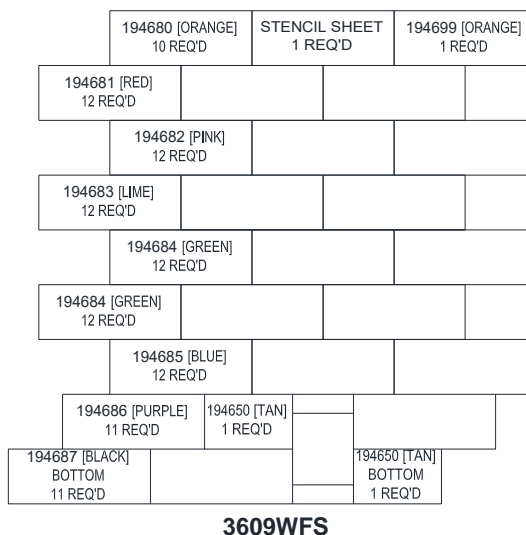 194680 [ORANGE]
10 REQ'D
STENCIL SHEET
1 REQ'D
194699 [ORANGE]
1 REQ'D
194681 [RED]
12 REQ'D
194682 [PINK]
12 REQ'D
194683 [LIME]
12 REQ'D
194684 [GREEN]
12 REQ'D
194684 [GREEN]
12 REQ'D
194685 [BLUE]
12 REQ'D
194686 [PURPLE]
11 REQ'D
194650 [TAN]
1 REQ'D
194687 [BLACK]
BOTTOM
11 REQ'D
194650 [TAN]
BOTTOM
1 REQ'D
3609WFS